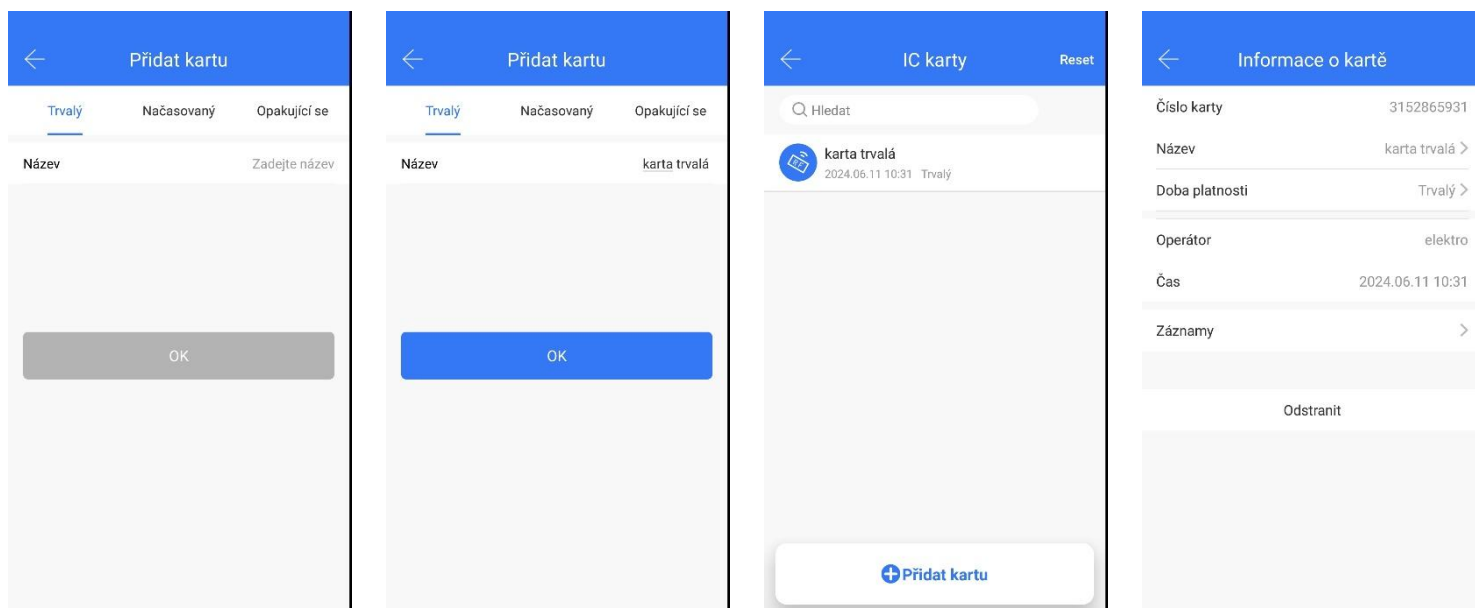 Přidat kartu
Trvalý Načasovaný Opakující se
Název Zadejte název
OK
Přidat kartu
Trvalý Načasovaný Opakující se
Název karta trvalá
OK
IC karty Reset
Hledat
karta trvalá
2024.06.11 10:31 Trvalý
Přidat kartu
Informace o kartě
Číslo karty 3152865931
Název karta trvalá
Doba platnosti Trvalý
Operátor elektro
Čas 2024.06.11 10:31
Záznamy
Odstranit